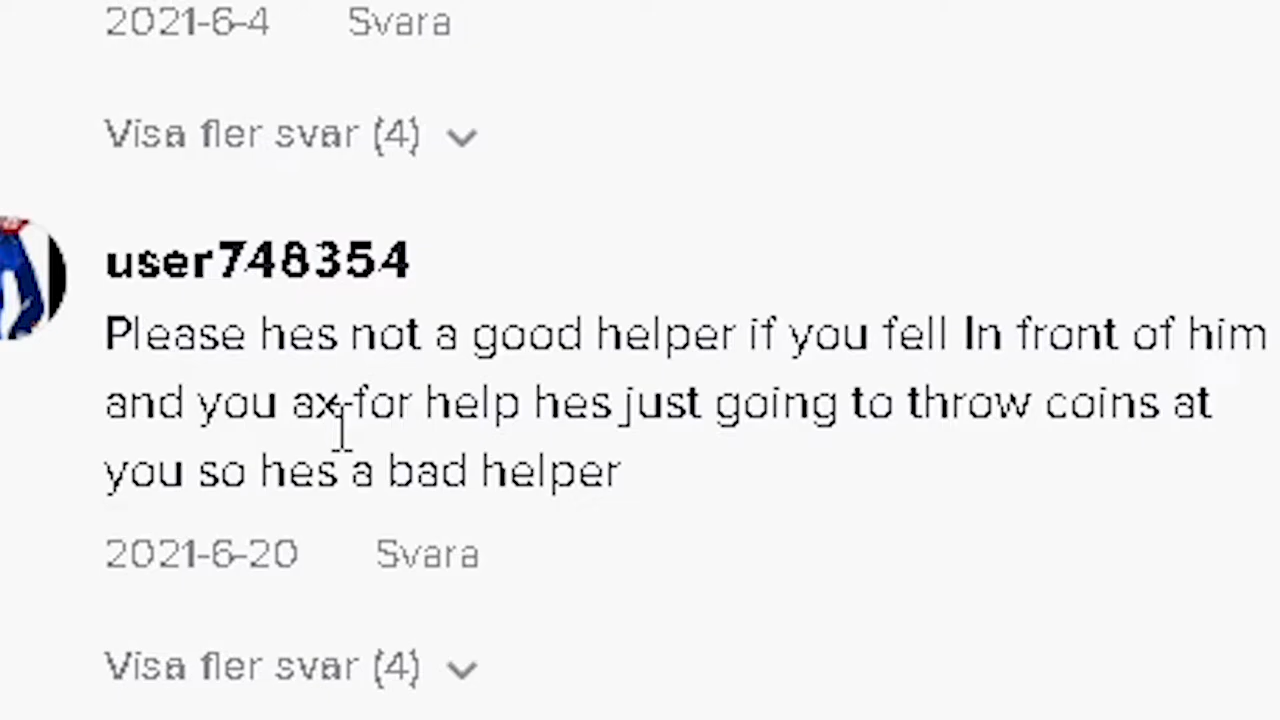 2021-6-4 Svara
Visa fler svar (4)
user748354
Please hes not a good helper if you fell In front of him
and you ax for help hes just going to throw coins at
you so hes a bad helper
2021-6-20 Svara
Visa fler svar (4)